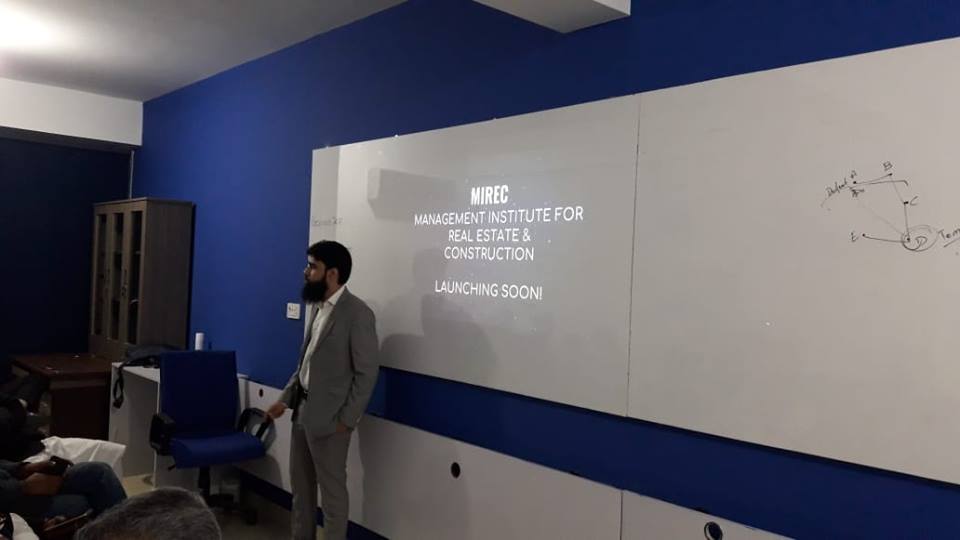 MIREC
MANAGEMENT INSTITUTE FOR
REAL ESTATE &
CONSTRUCTION
LAUNCHING SOON!
B
C
E
D